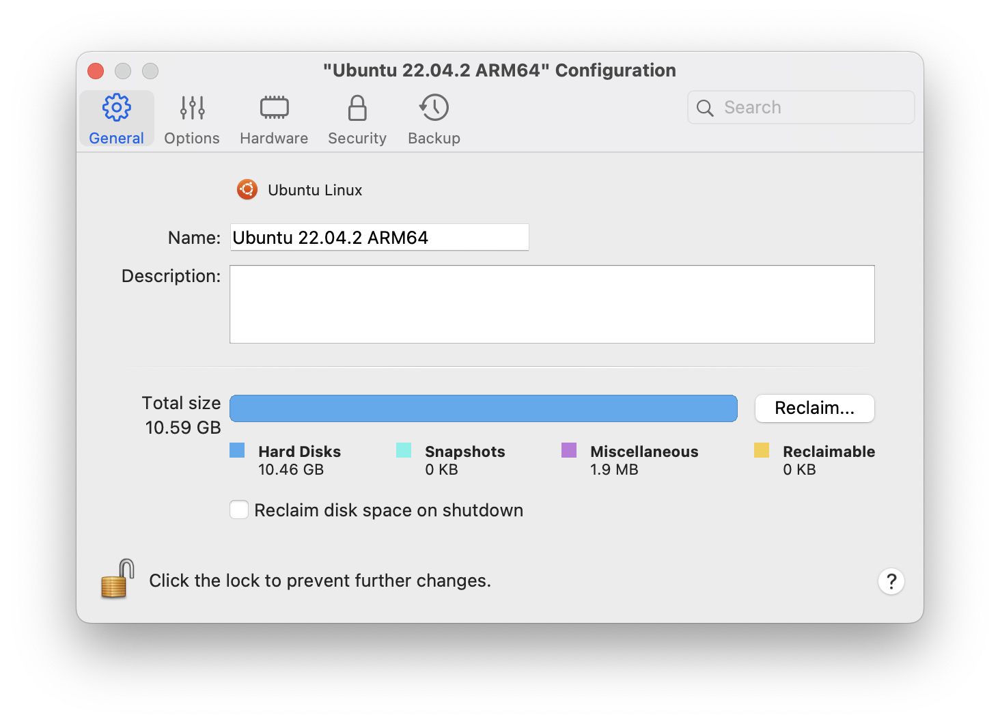 "Ubuntu 22.04.2 ARM64" Configuration
General Options Hardware Security Backup Search
Ubuntu Linux
Name: Ubuntu 22.04.2 ARM64
Description:
Total size Reclaim...
10.59 GB
Hard Disks Snapshots Miscellaneous Reclaimable
10.46 GB 0 KB 1.9 MB 0 KB
Reclaim disk space on shutdown
Click the lock to prevent further changes. ?